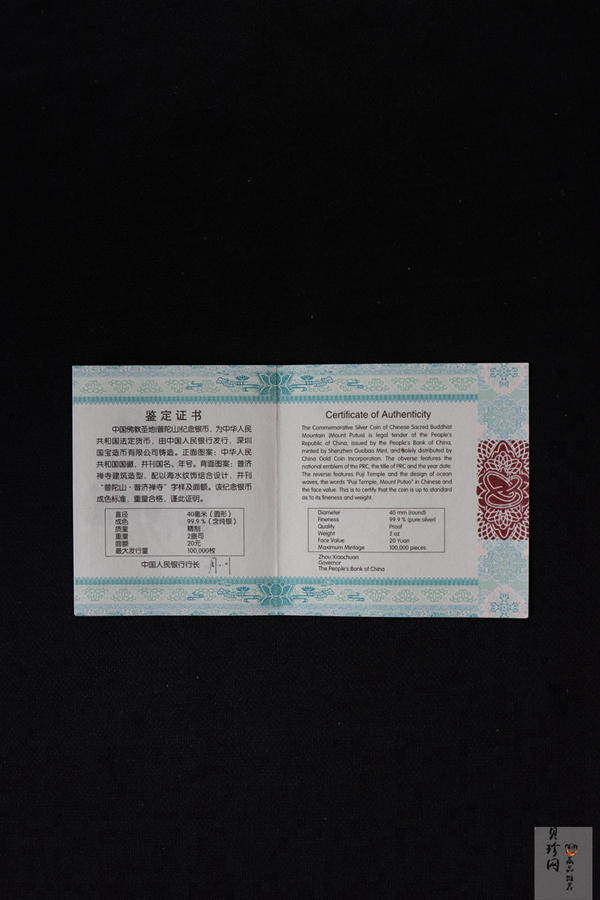 鉴定证书
中国佛教圣地(普陀山)纪念银币，为中华人民
共和国法定货币，由中国人民银行发行，深圳
国宝造币有限公司铸造。正面图案：中华人民
共和国国徽，并刊国名、年号。背面图案：普济
禅寺建筑造型，配以海水纹饰组合设计，并刊
“普陀山·普济禅寺”字样及面额。该纪念银币
成色标准，重量合格，谨此证明。
直径 40毫米（圆形）
成色 99.9％（含纯银）
质量 精制
重量 2盎司
面额 20元
最大发行量 100,000枚
中国人民银行行长
Certificate of Authenticity
The Commemorative Silver Coin of Chinese Sacred Buddhist
Mountain (Mount Putuo) is legal tender of the People's
Republic of China, issued by the People's Bank of China,
minted by Shenzhen Guobao Mint, and solely distributed by
China Gold Coin Incorporation. The obverse features the
national emblem of the PRC, the title of PRC and the year date.
The reverse features Puji Temple and the design of ocean
waves, the words "Puji Temple, Mount Putuo" in Chinese and
the face value. This is to certify that the coin is up to standard
as to its fineness and weight.
Diameter 40 mm (round)
Fineness 99.9 % (pure silver)
Quality Proof
Weight 2 oz
Face Value 20 Yuan
Maximum Mintage 100,000 pieces
Zhou Xiaochuan
Governor
The People's Bank of China
贝珍网
藏品推荐